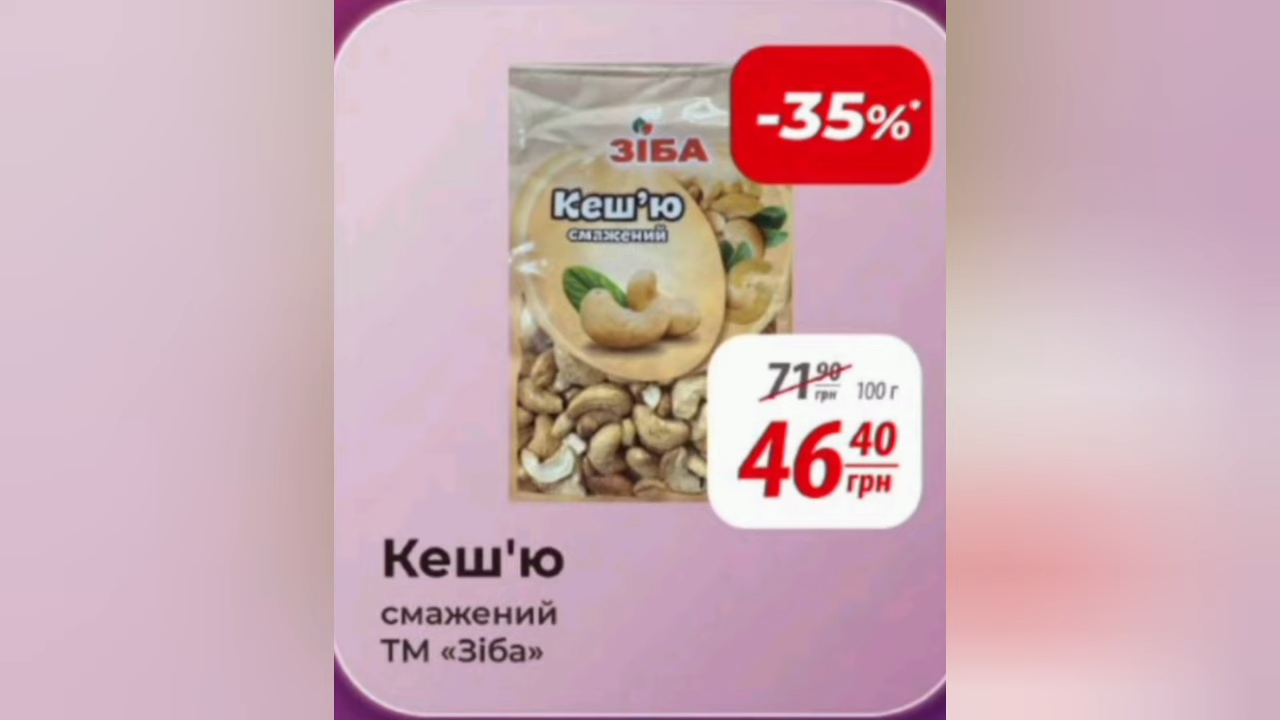 -35%*
ЗІБА
Кеш'ю
смажений
71 90 грн 100 г
46 40 грн
Кеш'ю
смажений
ТМ «Зіба»